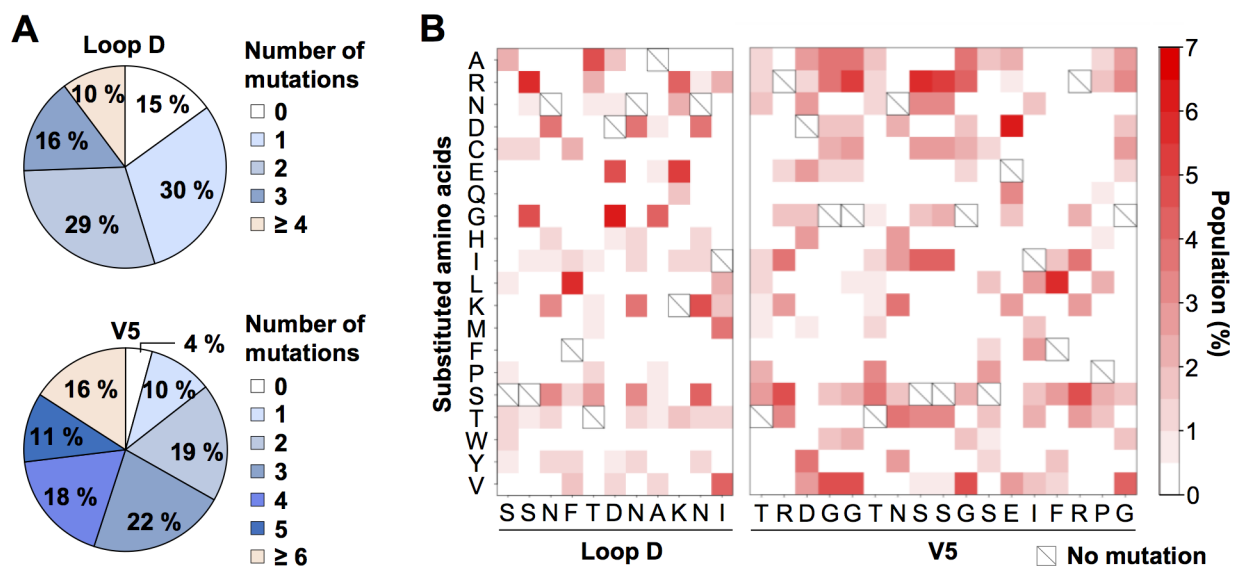 A
Loop D
Number of
mutations
10 %
15 %
16 %
30 %
29 %
0
1
2
3
≥ 4
V5
Number of
mutations
4 %
16 %
10 %
11 %
19 %
18 %
22 %
0
1
2
3
4
5
≥ 6
B
Substituted amino acids
A
R
N
D
C
E
Q
G
H
I
L
K
M
F
P
S
T
W
Y
V
S S N F T D N A K N I
Loop D
T R D G G T N S S G S E I F R P G
V5
No mutation
7
6
5
4
3
2
1
0
Population (%)